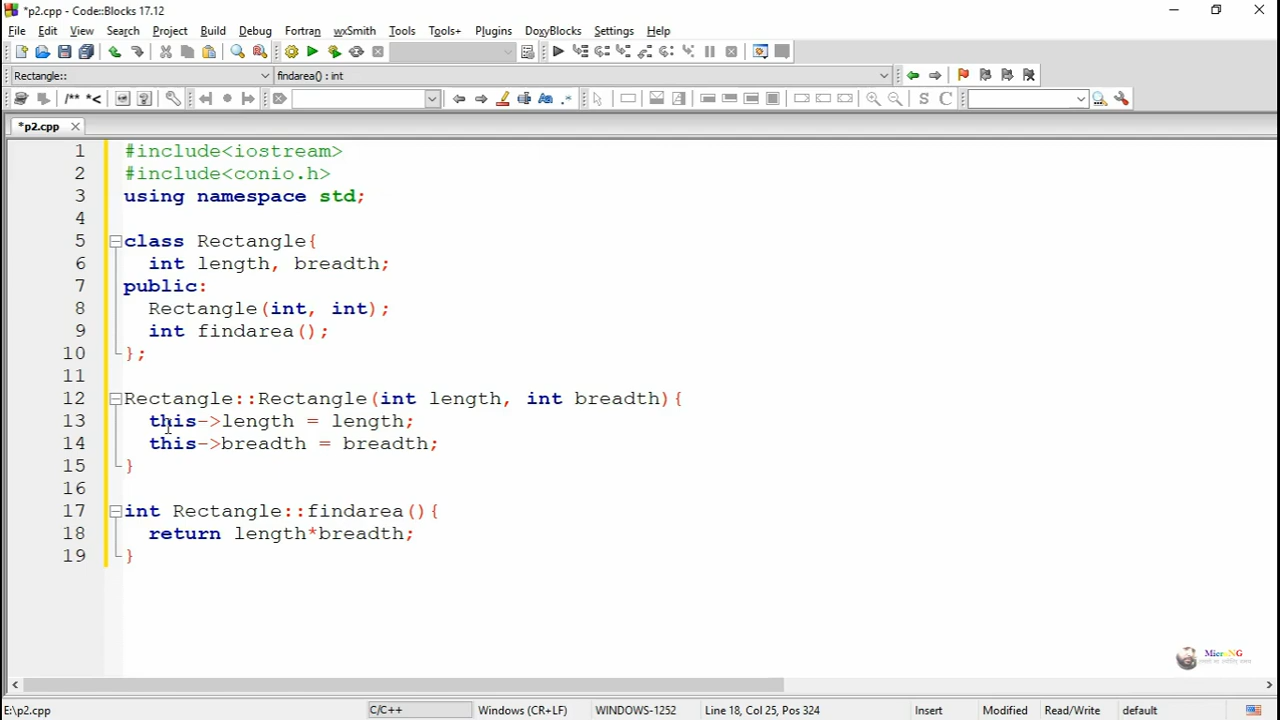 *p2.cpp - Code::Blocks 17.12
File Edit View Search Project Build Debug Fortran wxSmith Tools Tools+ Plugins DoxyBlocks Settings Help
Rectangle:: findarea() : int
/** *< S C
*p2.cpp
1 #include<iostream>
2 #include<conio.h>
3 using namespace std;
4
5 class Rectangle{
6 int length, breadth;
7 public:
8 Rectangle(int, int);
9 int findarea();
10 };
11
12 Rectangle::Rectangle(int length, int breadth){
13 this->length = length;
14 this->breadth = breadth;
15 }
16
17 int Rectangle::findarea(){
18 return length*breadth;
19 }
MicroNG
E:\p2.cpp C/C++ Windows (CR+LF) WINDOWS-1252 Line 18, Col 25, Pos 324 Insert Modified Read/Write default